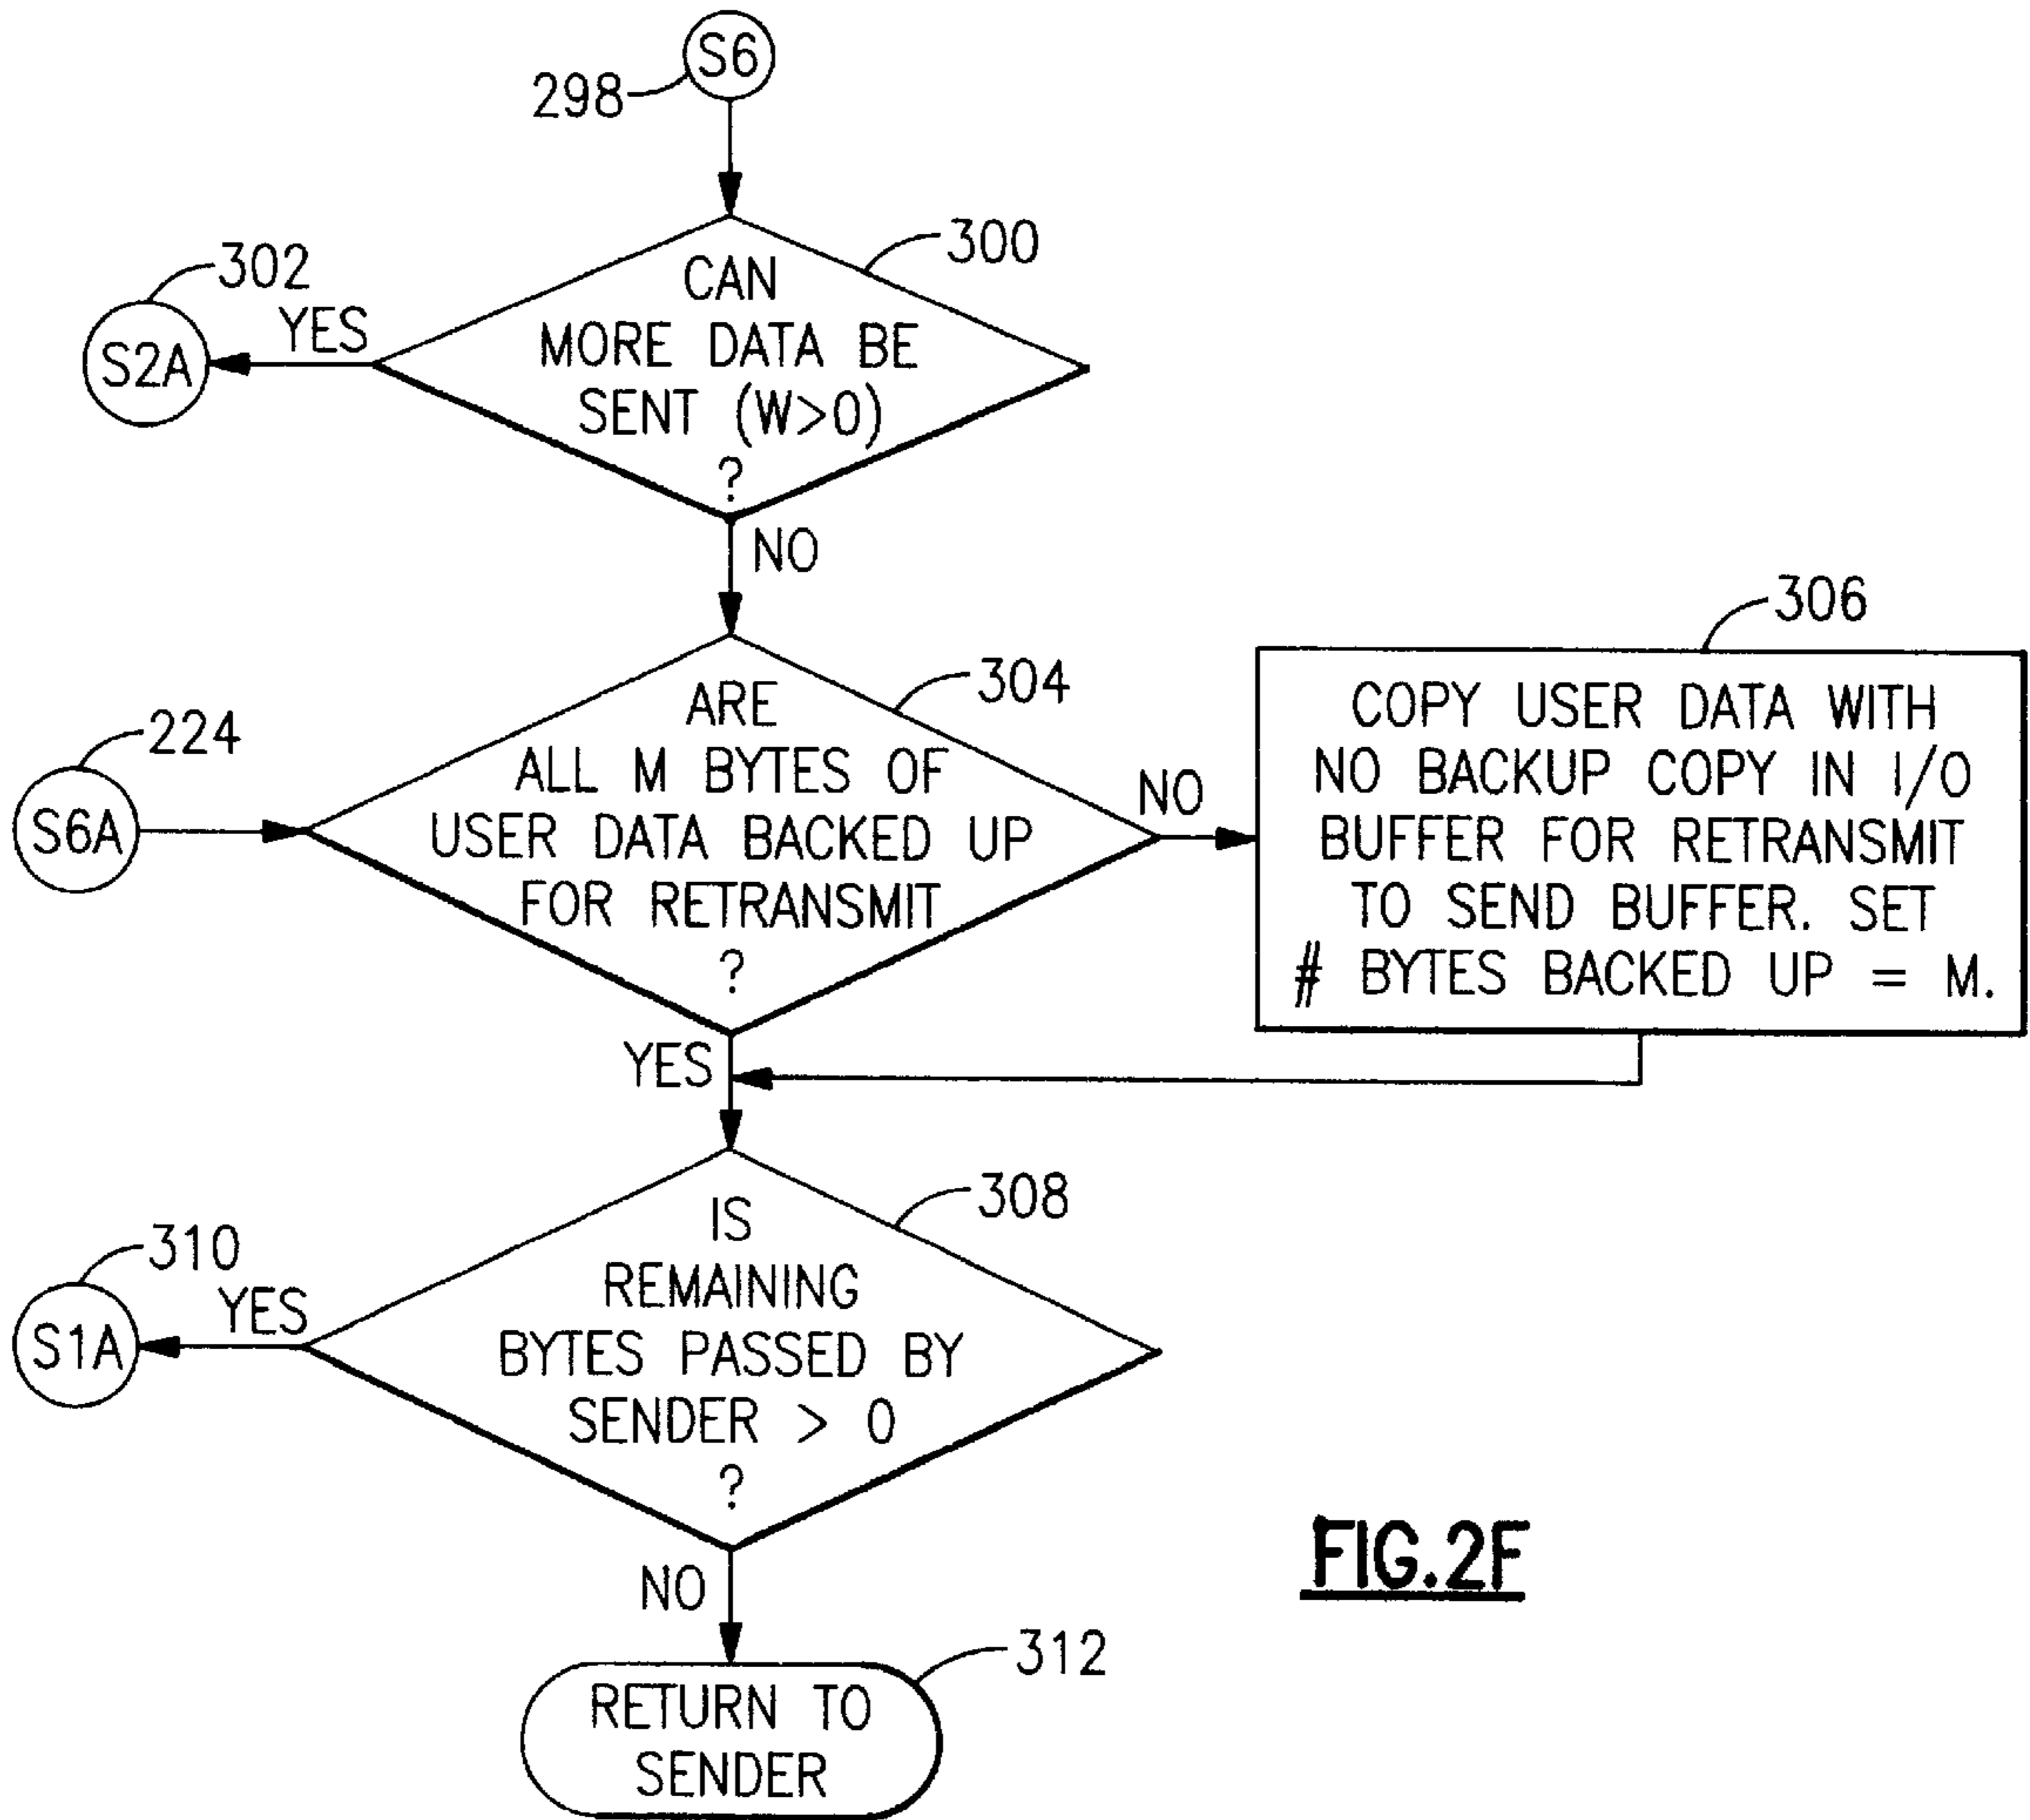 S6
298
300
CAN
MORE DATA BE
SENT (W>0)
?
302
YES
S2A
NO
304
ARE
ALL M BYTES OF
USER DATA BACKED UP
FOR RETRANSMIT
?
224
S6A
NO
306
COPY USER DATA WITH
NO BACKUP COPY IN I/O
BUFFER FOR RETRANSMIT
TO SEND BUFFER. SET
# BYTES BACKED UP = M.
YES
308
IS
REMAINING
BYTES PASSED BY
SENDER > 0
?
310
YES
S1A
NO
312
RETURN TO
SENDER
FIG.2F